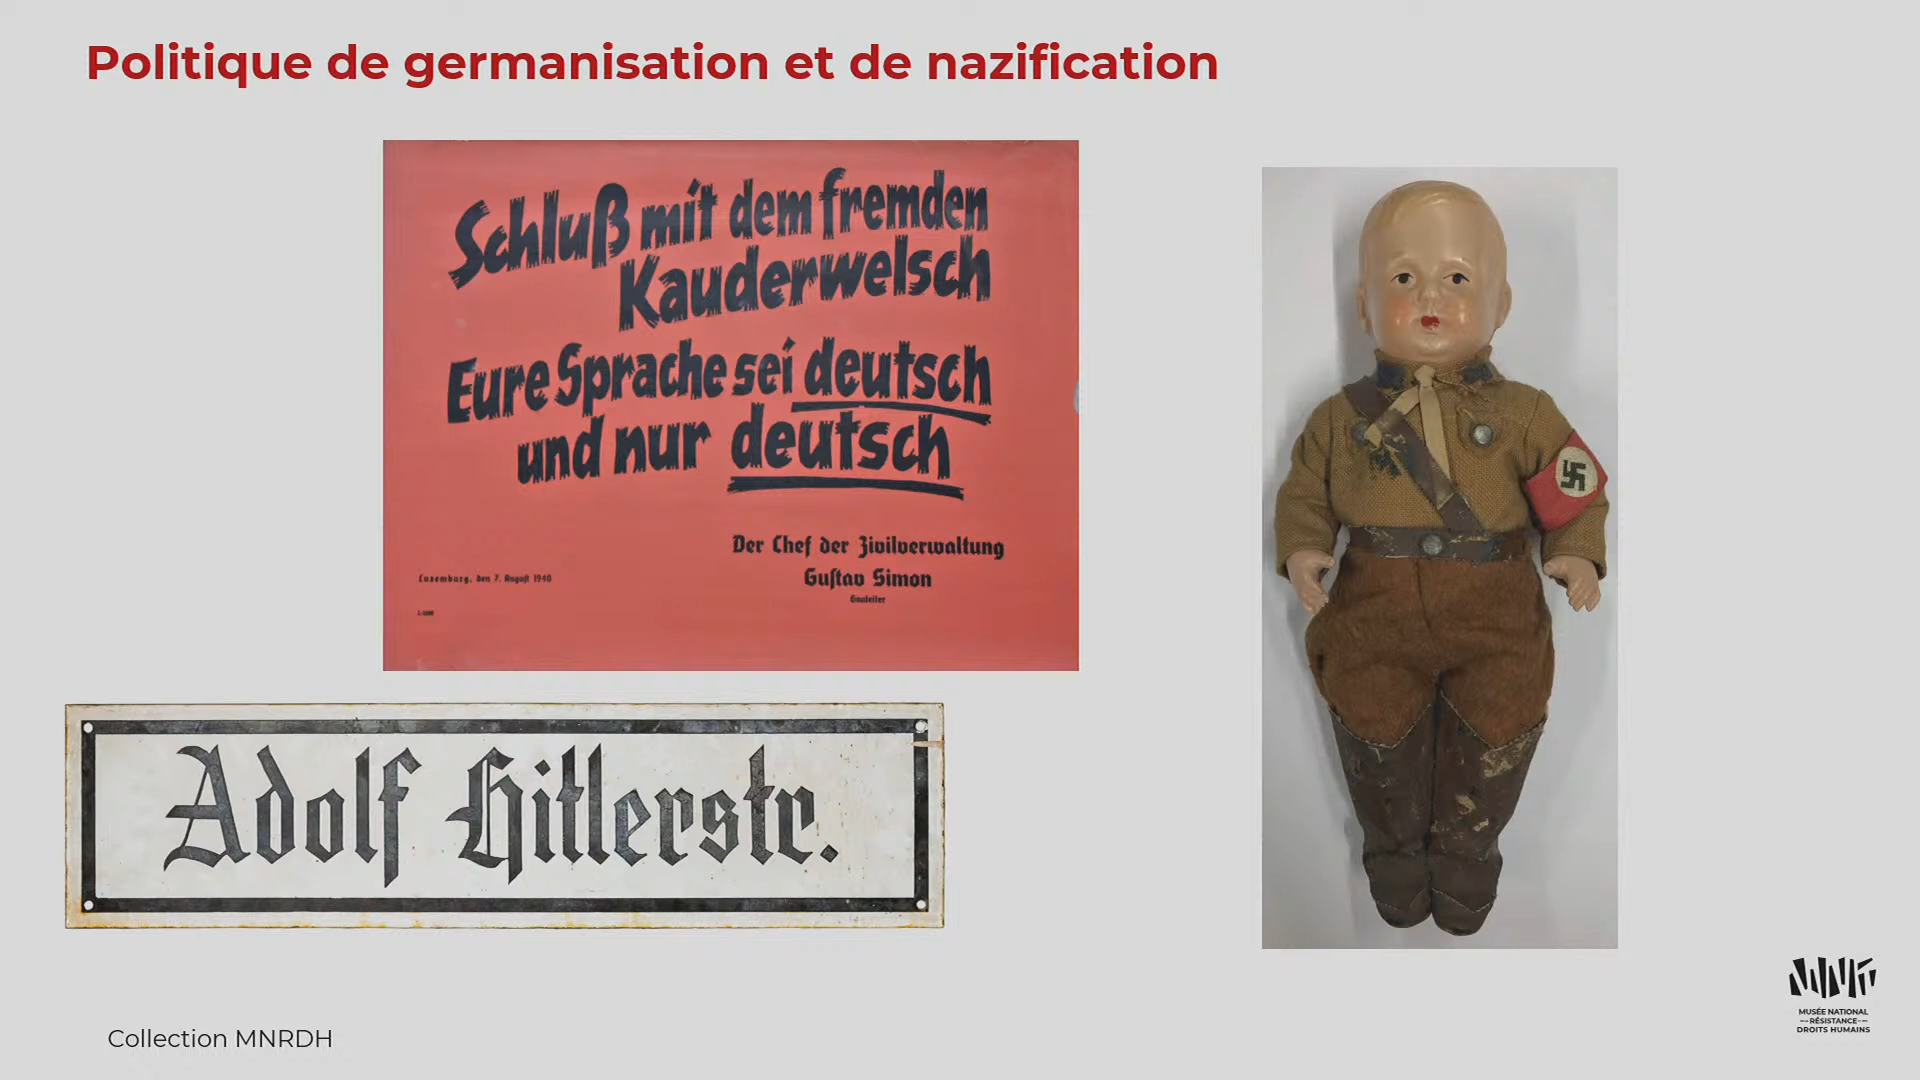 Politique de germanisation et de nazification
Schluß mit dem fremden
Kauderwelsch
Eure Sprache sei deutsch
und nur deutsch
Der Chef der Zivilverwaltung
Gustav Simon
Gauleiter
Luxemburg, den 7. August 1940
Adolf Hitlerstr.
Collection MNRDH
MUSÉE NATIONAL
RÉSISTANCE
DROITS HUMAINS